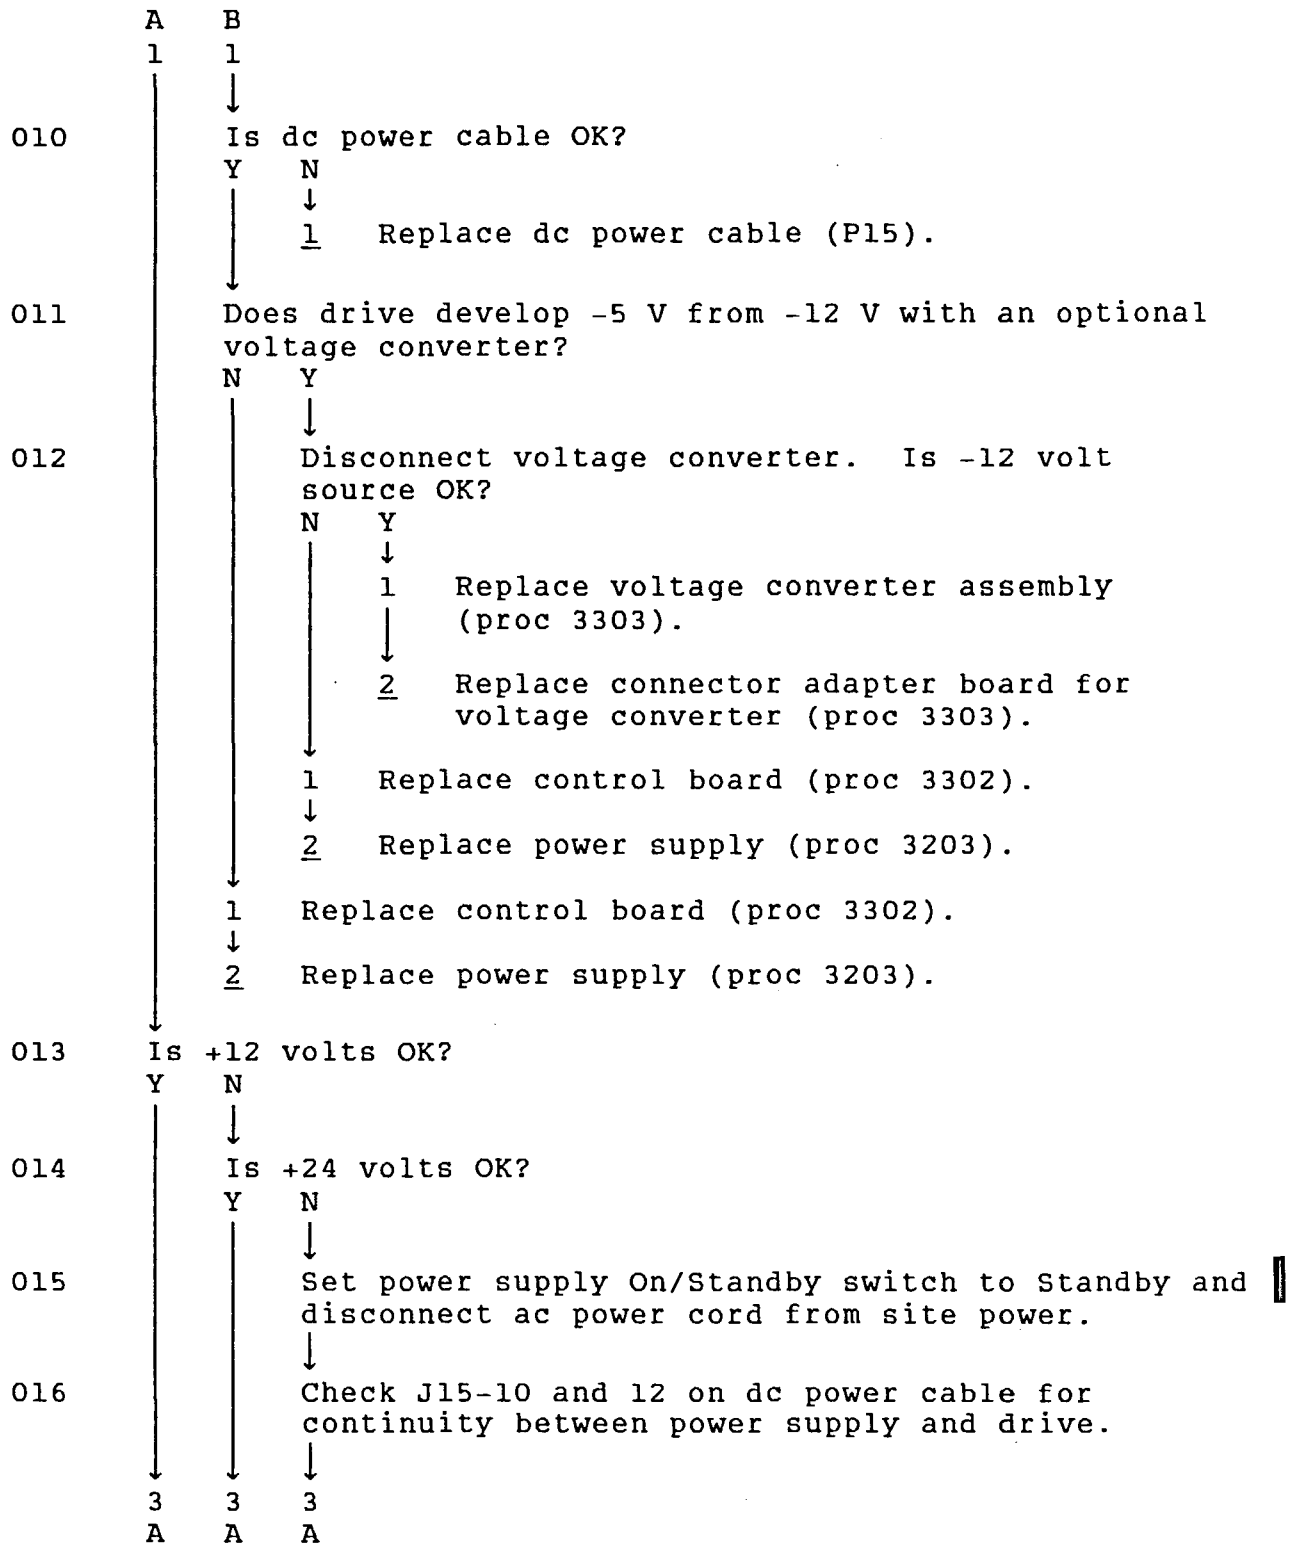 A B
1 1
010 Is dc power cable OK?
Y N
1 Replace dc power cable (P15).
011 Does drive develop -5 V from -12 V with an optional
voltage converter?
N Y
012 Disconnect voltage converter. Is -12 volt
source OK?
N Y
1 Replace voltage converter assembly
(proc 3303).
2 Replace connector adapter board for
voltage converter (proc 3303).
1 Replace control board (proc 3302).
2 Replace power supply (proc 3203).
1 Replace control board (proc 3302).
2 Replace power supply (proc 3203).
013 Is +12 volts OK?
Y N
014 Is +24 volts OK?
Y N
015 Set power supply On/Standby switch to Standby and
disconnect ac power cord from site power.
016 Check J15-10 and 12 on dc power cable for
continuity between power supply and drive.
3 3 3
A A A